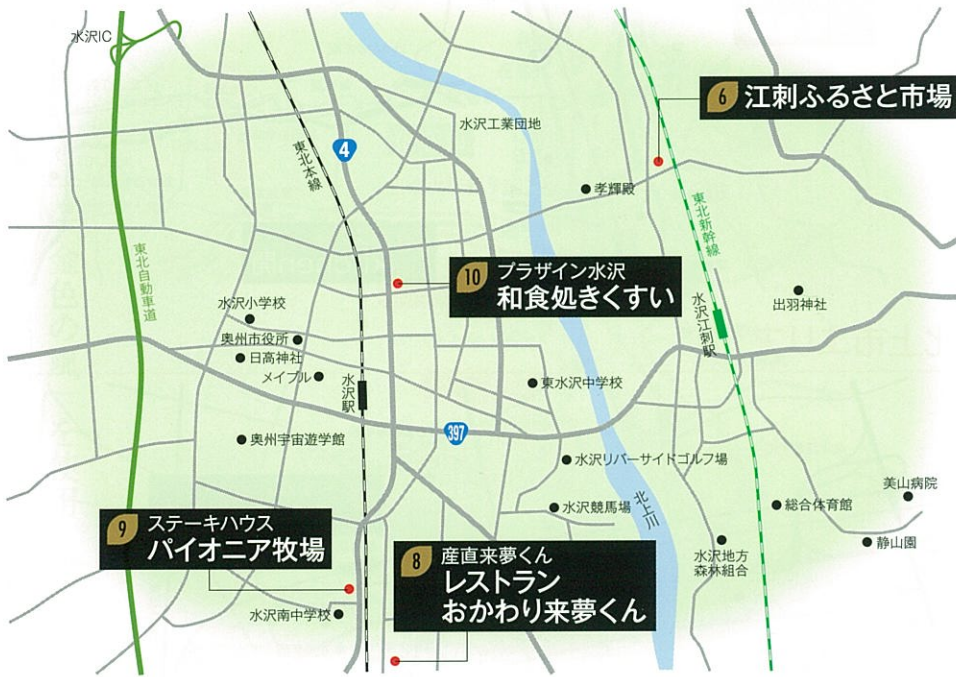 水沢IC
6 江刺ふるさと市場
水沢工業団地
4
東北本線
孝輝殿
東北新幹線
東北自動車道
10 プラザイン水沢
和食処きくすい
出羽神社
水沢小学校
水沢江刺駅
奥州市役所
日高神社
メイプル
水沢駅
東水沢中学校
397
奥州宇宙遊学館
水沢リバーサイドゴルフ場
美山病院
水沢競馬場
北上川
総合体育館
静山園
9 ステーキハウス
パイオニア牧場
8 産直来夢くん
レストラン
おかわり来夢くん
水沢地方
森林組合
水沢南中学校